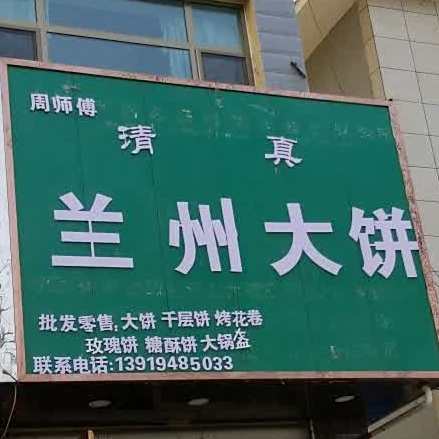 周师傅
清真
兰州大饼
批发零售:大饼 千层饼 烤花卷
玫瑰饼 糖酥饼 大锅盔
联系电话:13919485033